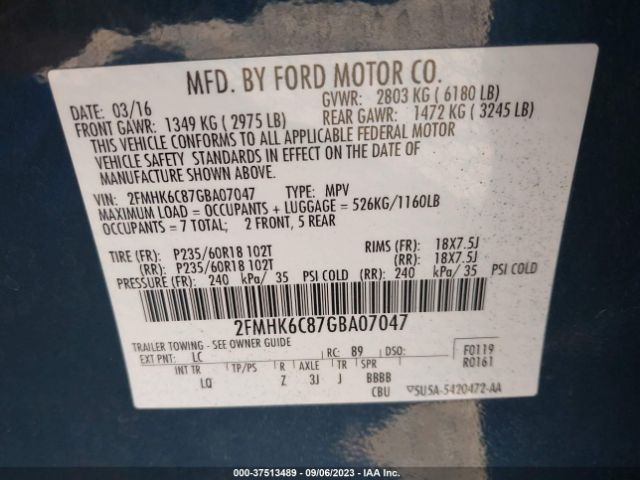 MFD. BY FORD MOTOR CO.
DATE: 03/16 GVWR: 2803 KG ( 6180 LB)
FRONT GAWR: 1349 KG ( 2975 LB) REAR GAWR: 1472 KG ( 3245 LB)
THIS VEHICLE CONFORMS TO ALL APPLICABLE FEDERAL MOTOR
VEHICLE SAFETY STANDARDS IN EFFECT ON THE DATE OF
MANUFACTURE SHOWN ABOVE.
VIN: 2FMHK6C87GBA07047 TYPE: MPV
MAXIMUM LOAD = OCCUPANTS + LUGGAGE = 526KG/1160LB
OCCUPANTS = 7 TOTAL; 2 FRONT, 5 REAR
TIRE (FR): P235/60R18 102T RIMS (FR): 18X7.5J
(RR): P235/60R18 102T (RR): 18X7.5J
PRESSURE (FR): 240 kPa/ 35 PSI COLD (RR): 240 kPa/ 35 PSI COLD
2FMHK6C87GBA07047
TRAILER TOWING - SEE OWNER GUIDE
EXT PNT: LC RC: 89 DSO: F0119
INT TR TP/PS R AXLE TR SPR R0161
LQ Z 3J J BBBB
CBU 5U5A-5420472-AA
000-37513489 - 09/06/2023 - IAA Inc.